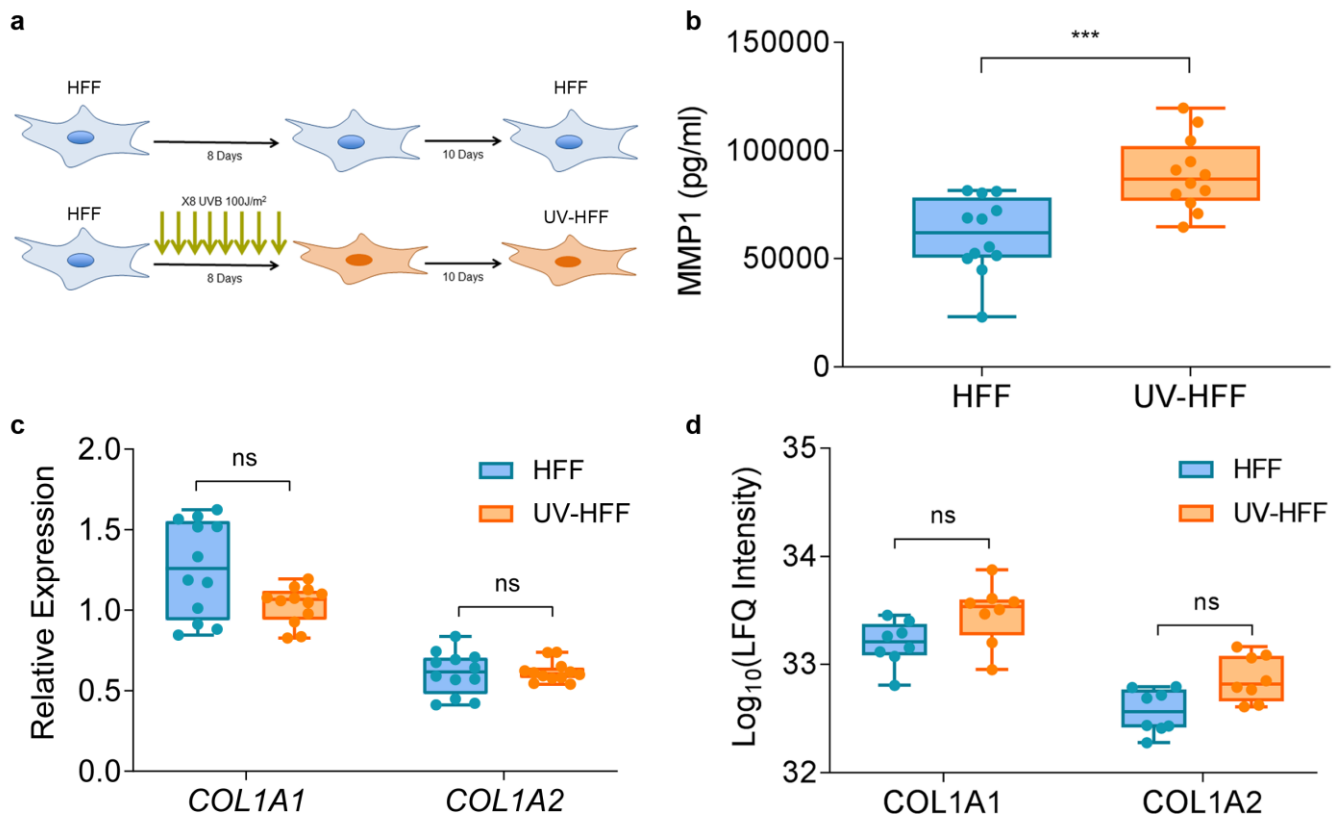 a
HFF
HFF
8 Days
10 Days
HFF
X8 UVB 100J/m²
UV-HFF
8 Days
10 Days
b
150000
100000
50000
0
MMP1 (pg/ml)
***
HFF
UV-HFF
c
2.0
1.5
1.0
0.5
0.0
Relative Expression
ns
ns
HFF
UV-HFF
COL1A1
COL1A2
d
35
34
33
32
Log₁₀(LFQ Intensity)
ns
ns
HFF
UV-HFF
COL1A1
COL1A2